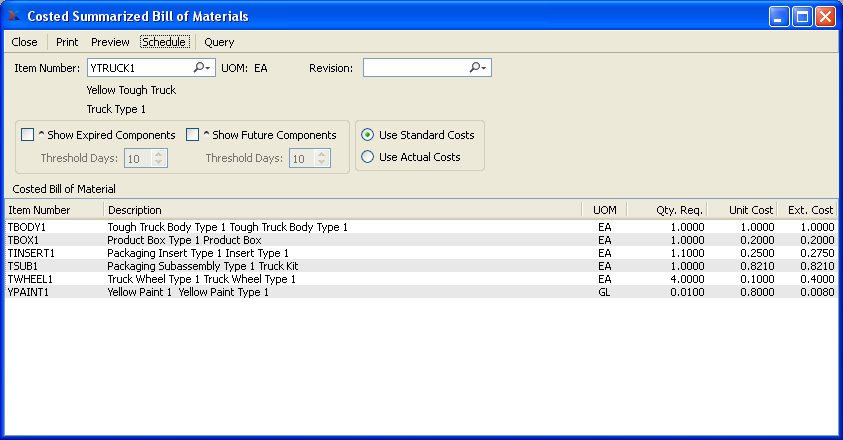 Costed Summarized Bill of Materials
Close Print Preview Schedule Query
Item Number: YTRUCK1 UOM: EA Revision:
Yellow Tough Truck
Truck Type 1
^ Show Expired Components ^ Show Future Components Use Standard Costs
Threshold Days: 10 Threshold Days: 10 Use Actual Costs
Costed Bill of Material
Item Number Description UOM Qty. Req. Unit Cost Ext. Cost
TBODY1 Tough Truck Body Type 1 Tough Truck Body Type 1 EA 1.0000 1.0000 1.0000
TBOX1 Product Box Type 1 Product Box EA 1.0000 0.2000 0.2000
TINSERT1 Packaging Insert Type 1 Insert Type 1 EA 1.1000 0.2500 0.2750
TSUB1 Packaging Subassembly Type 1 Truck Kit EA 1.0000 0.8210 0.8210
TWHEEL1 Truck Wheel Type 1 Truck Wheel Type 1 EA 4.0000 0.1000 0.4000
YPAINT1 Yellow Paint 1 Yellow Paint Type 1 GL 0.0100 0.8000 0.0080